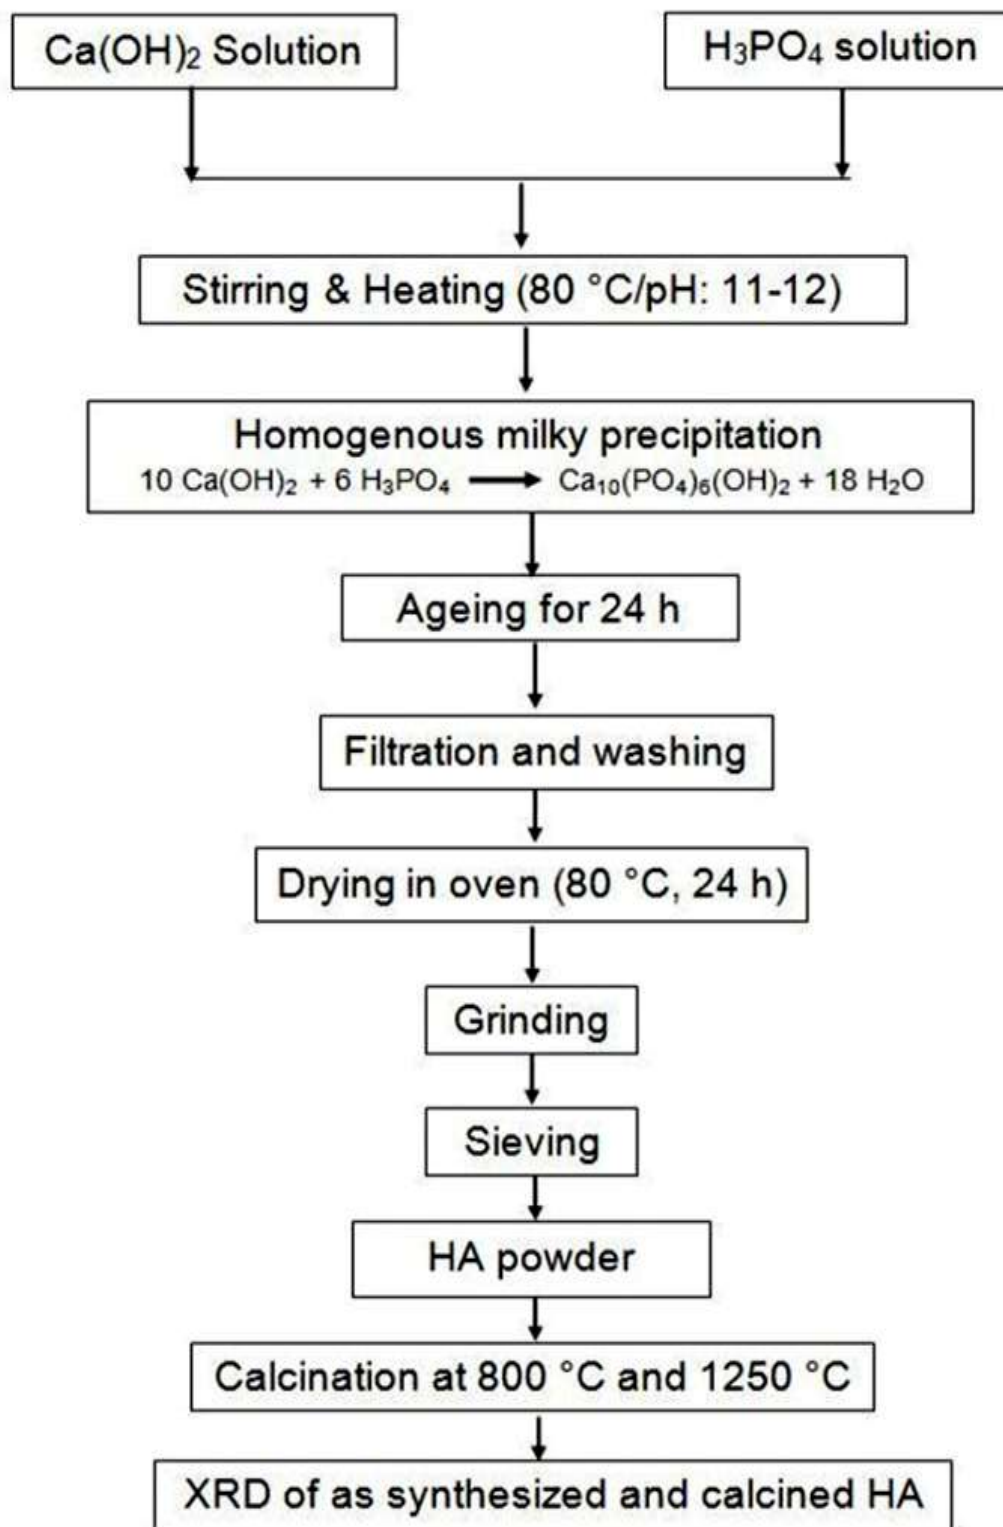 Ca(OH)₂ Solution
H₃PO₄ solution
Stirring & Heating (80 °C/pH: 11-12)
Homogenous milky precipitation
10 Ca(OH)₂ + 6 H₃PO₄ ⟶ Ca₁₀(PO₄)₆(OH)₂ + 18 H₂O
Ageing for 24 h
Filtration and washing
Drying in oven (80 °C, 24 h)
Grinding
Sieving
HA powder
Calcination at 800 °C and 1250 °C
XRD of as synthesized and calcined HA